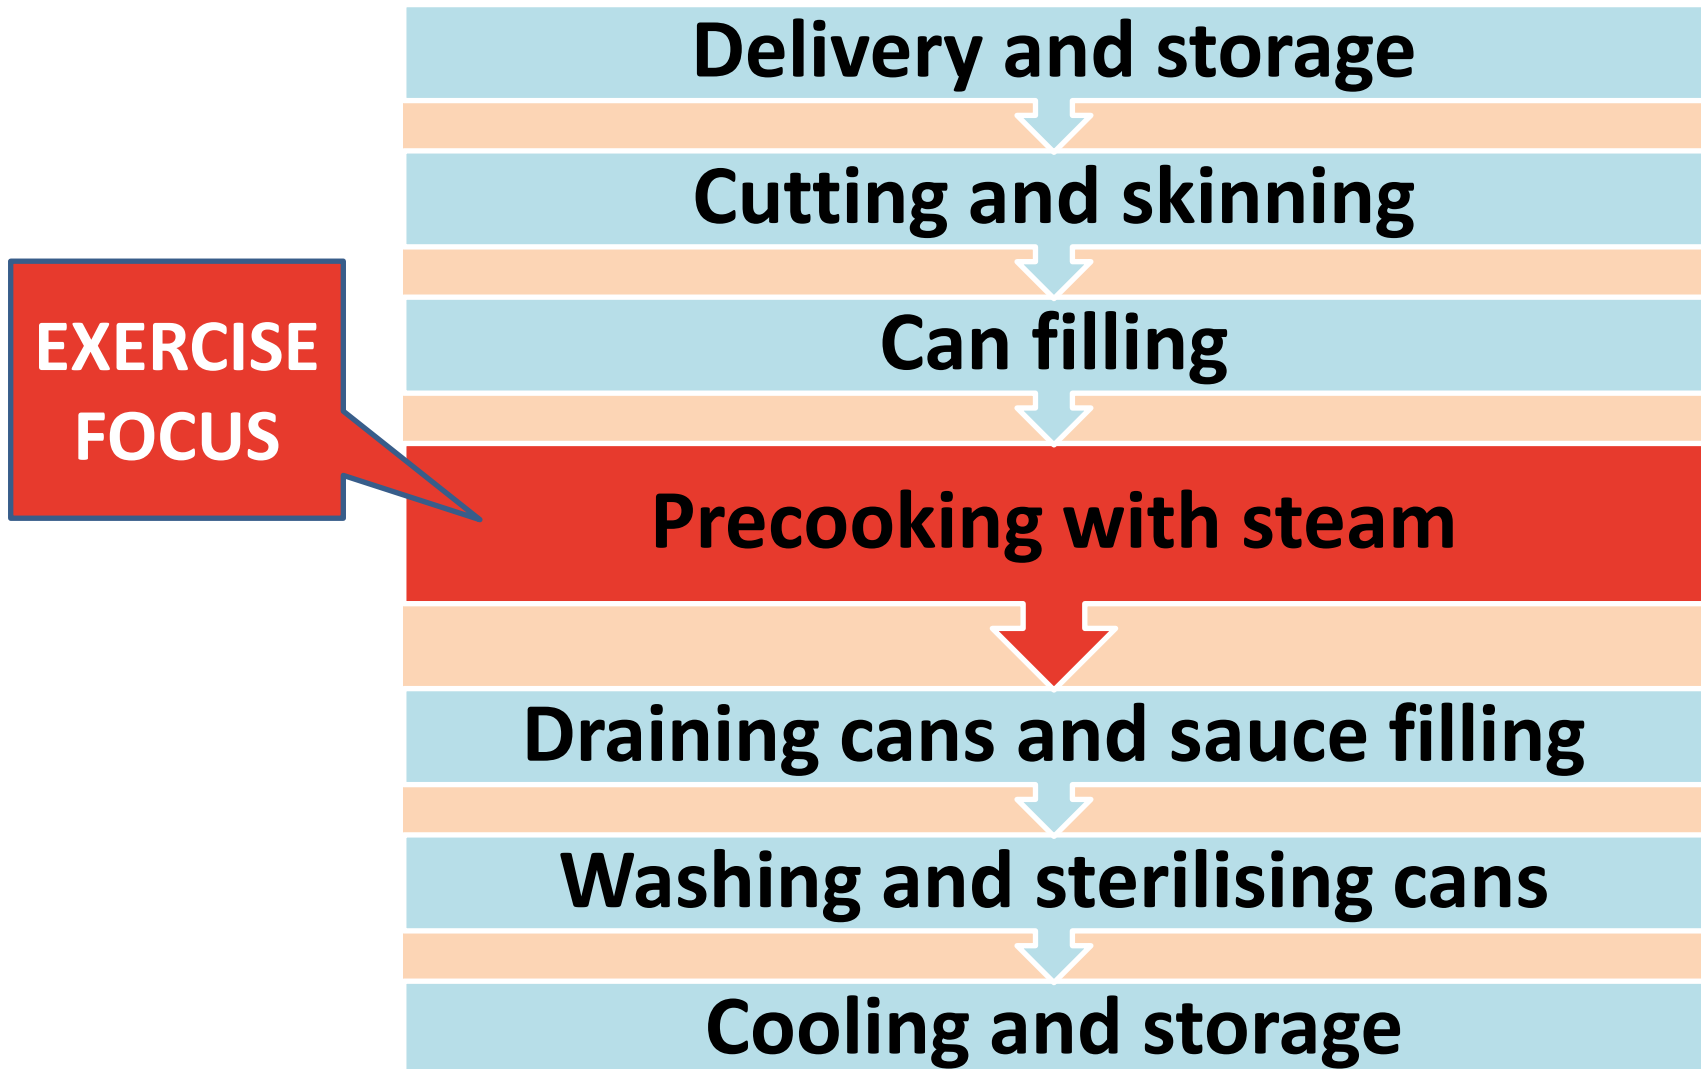 Delivery and storage
Cutting and skinning
Can filling
EXERCISE
FOCUS
Precooking with steam
Draining cans and sauce filling
Washing and sterilising cans
Cooling and storage